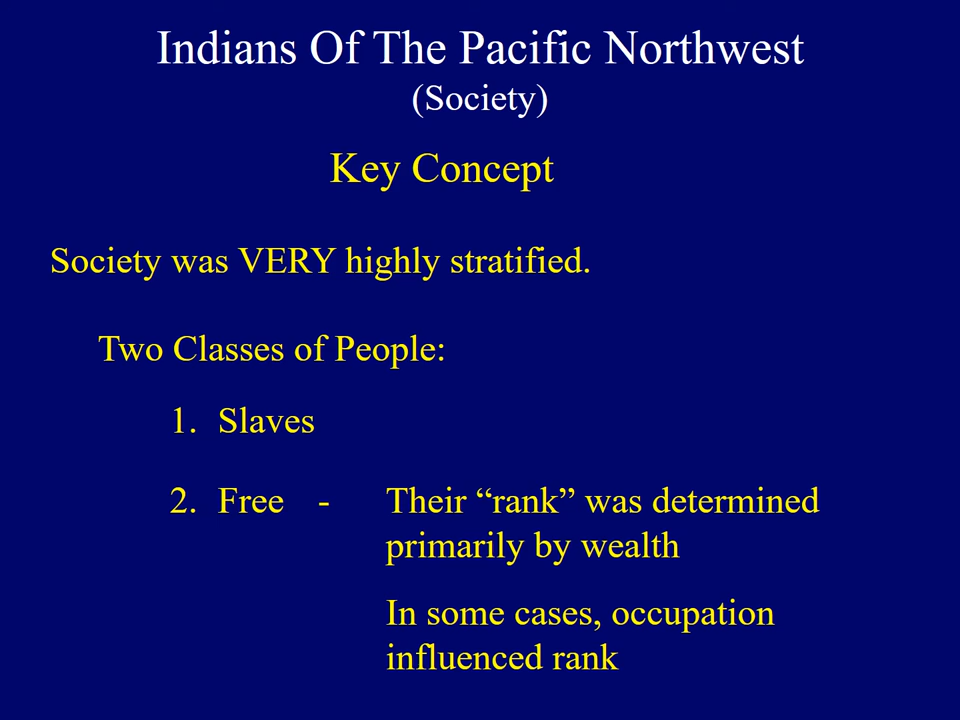 Indians Of The Pacific Northwest
(Society)
Key Concept
Society was VERY highly stratified.
Two Classes of People:
1. Slaves
2. Free - Their “rank” was determined
primarily by wealth
In some cases, occupation
influenced rank